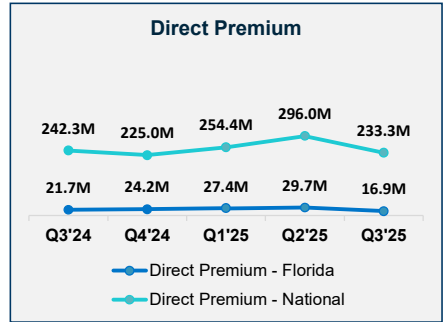 Direct Premium
242.3M 225.0M 254.4M 296.0M 233.3M
21.7M 24.2M 27.4M 29.7M 16.9M
Q3'24 Q4'24 Q1'25 Q2'25 Q3'25
Direct Premium - Florida
Direct Premium - National